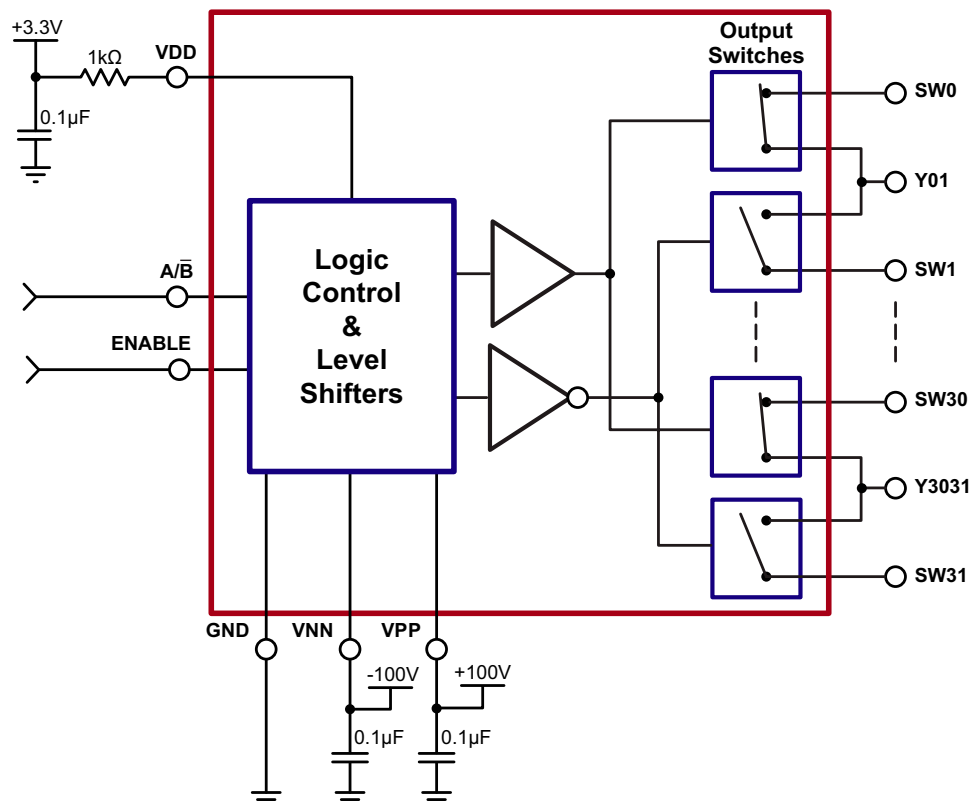 +3.3V
1kΩ
VDD
0.1µF
Output
Switches
SW0
Y01
SW1
A/B̅
ENABLE
Logic
Control
&
Level
Shifters
SW30
Y3031
SW31
GND
VNN
VPP
-100V
+100V
0.1µF
0.1µF